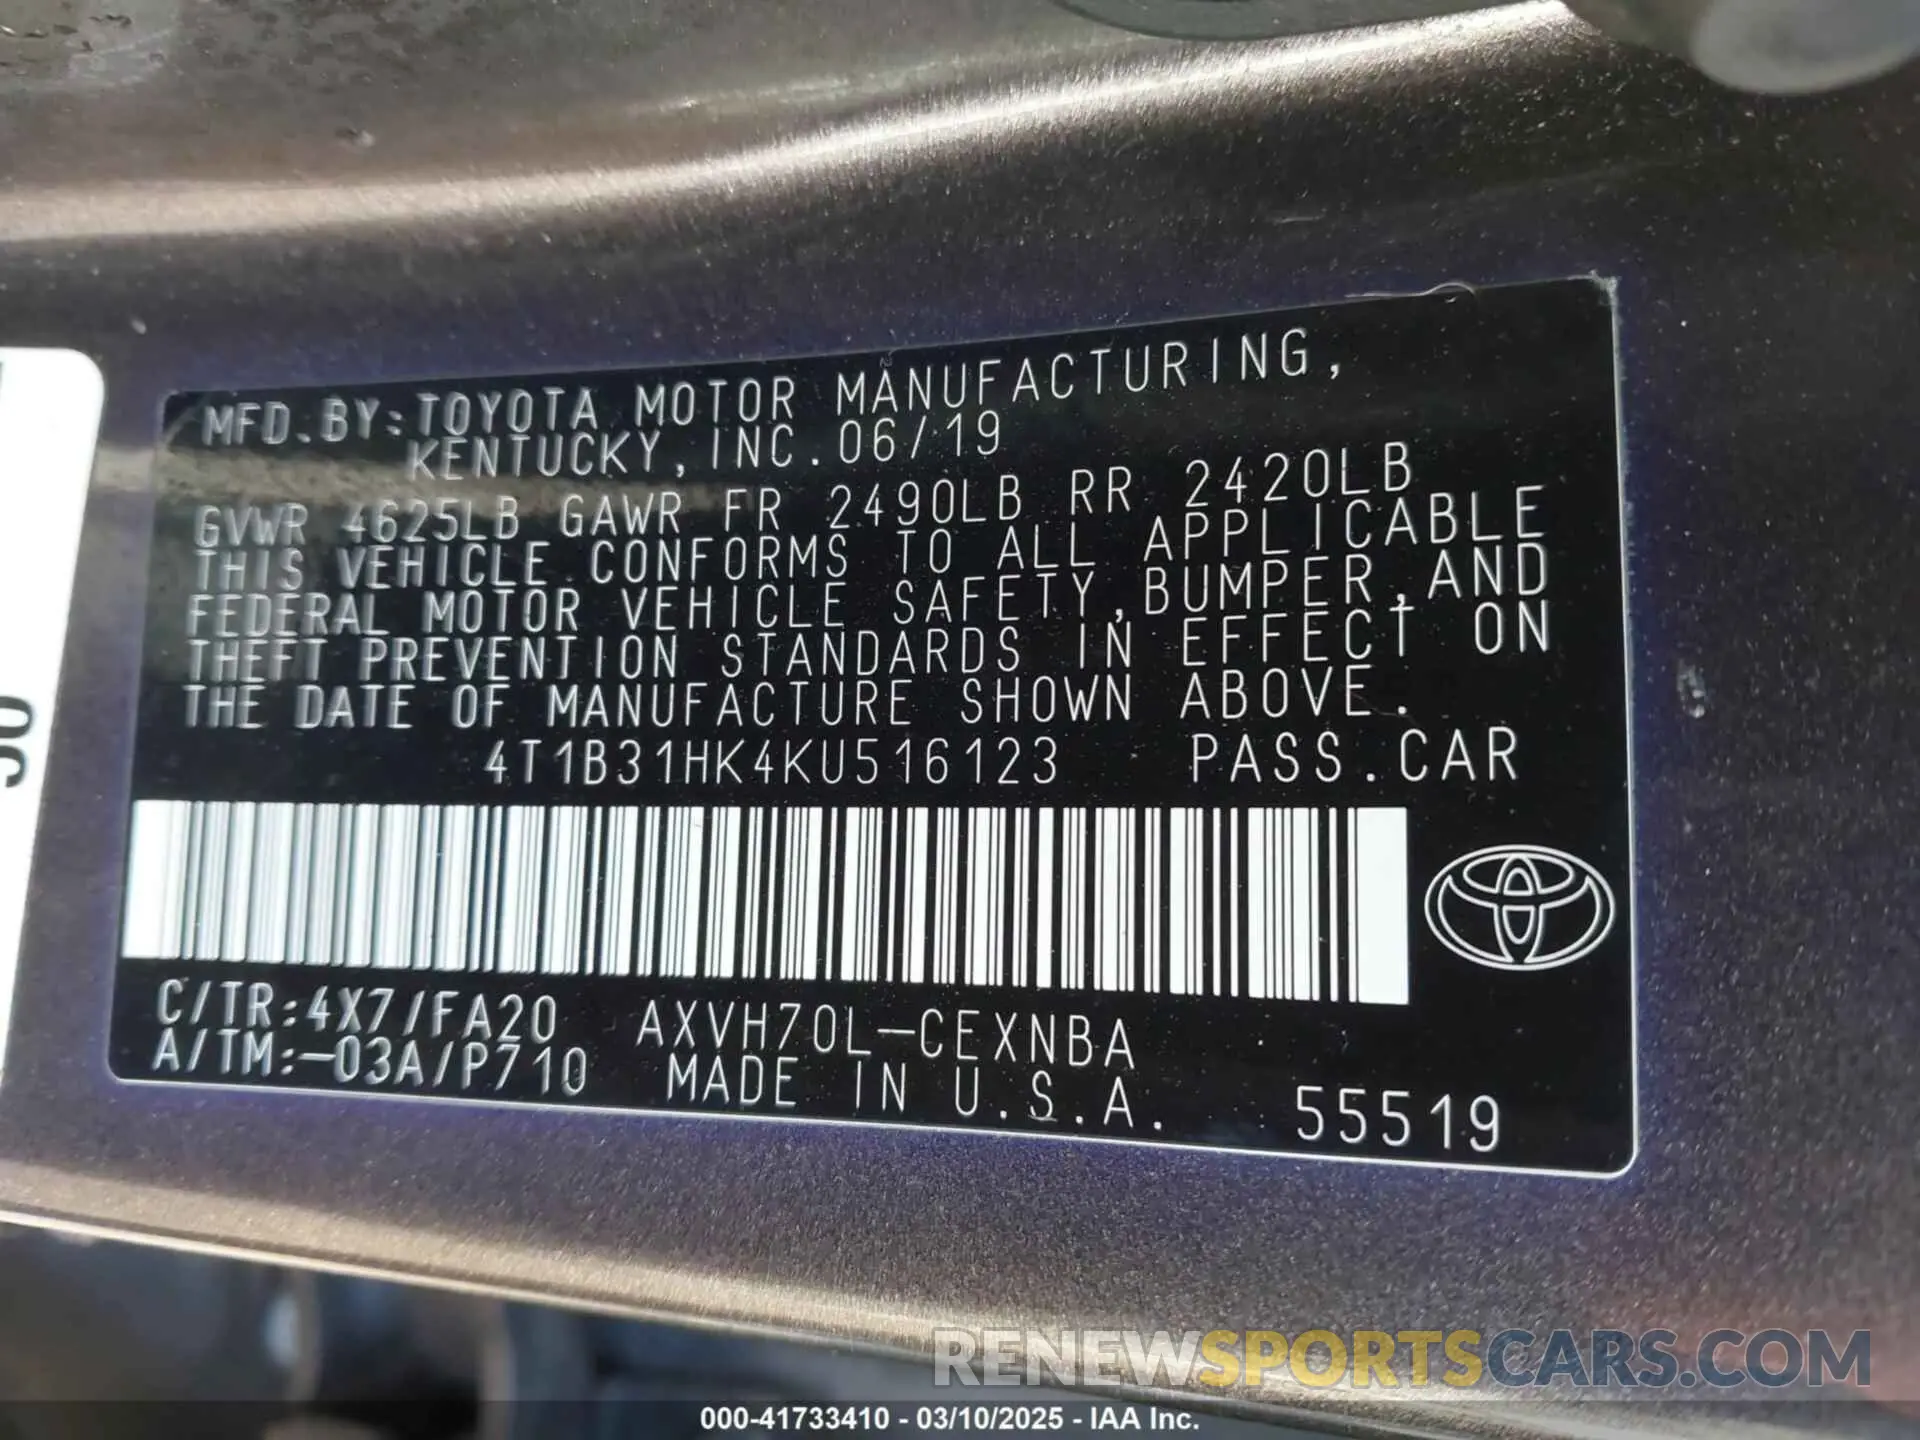 MFD.BY:TOYOTA MOTOR MANUFACTURING,
KENTUCKY,INC.06/19
GVWR 4625LB GAWR FR 2490LB RR 2420LB
THIS VEHICLE CONFORMS TO ALL APPLICABLE
FEDERAL MOTOR VEHICLE SAFETY,BUMPER,AND
THEFT PREVENTION STANDARDS IN EFFECT ON
THE DATE OF MANUFACTURE SHOWN ABOVE.
4T1B31HK4KU516123 PASS.CAR
C/TR:4X7/FA20 AXVH70L-CEXNBA
A/TM:-03A/P710 MADE IN U.S.A. 55519
RENEWSPORTSCARS.COM
000-41733410 - 03/10/2025 - IAA Inc.